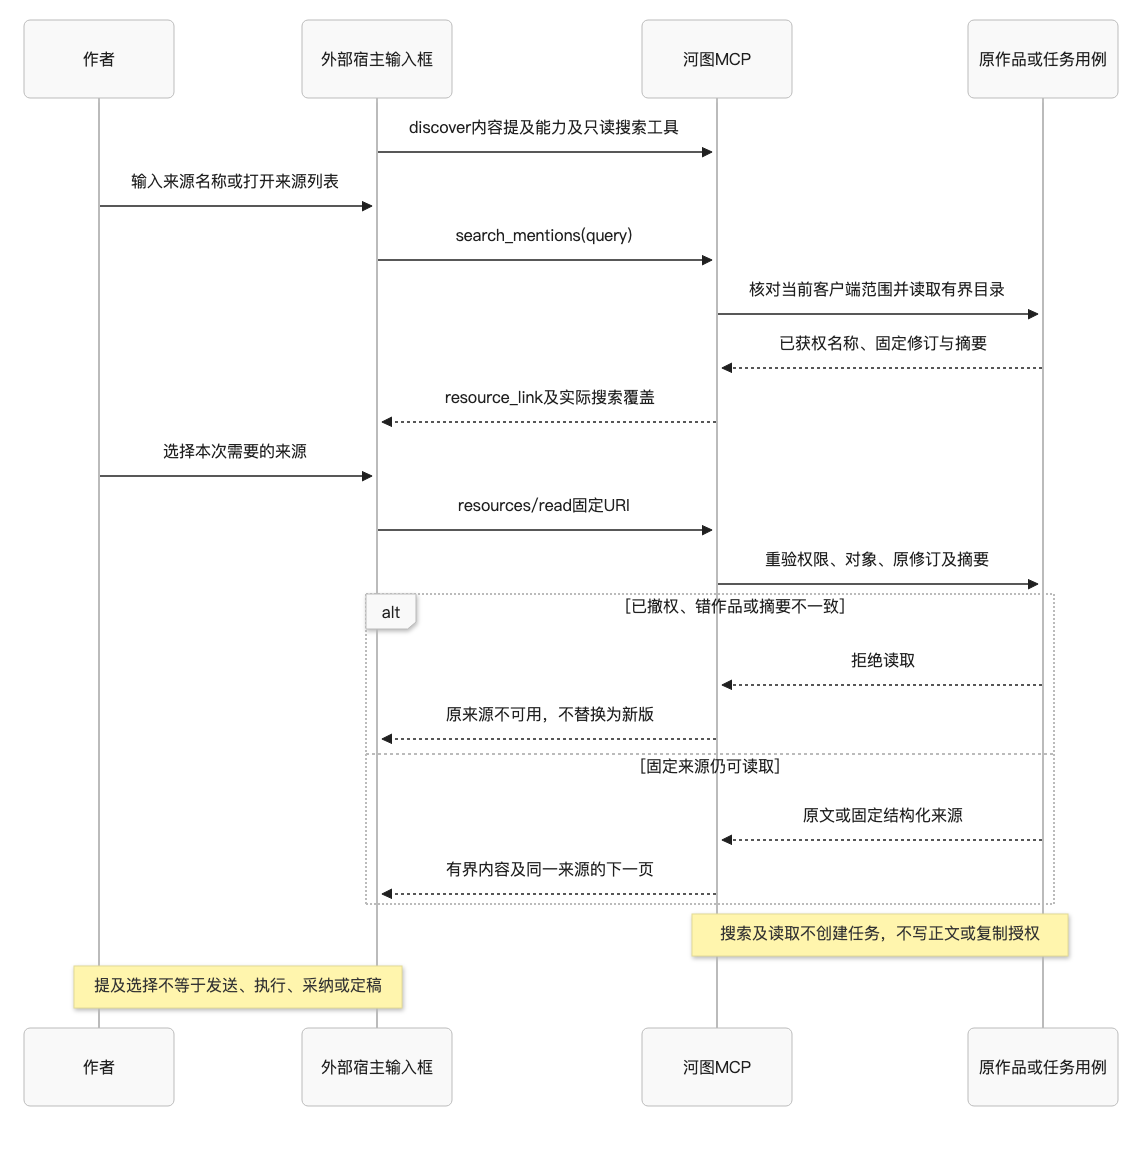 作者
外部宿主输入框
河图MCP
原作品或任务用例
discover内容提及能力及只读搜索工具
输入来源名称或打开来源列表
search_mentions(query)
核对当前客户端范围并读取有界目录
已获权名称、固定修订与摘要
resource_link及实际搜索覆盖
选择本次需要的来源
resources/read固定URI
重验权限、对象、原修订及摘要
alt
[已撤权、错作品或摘要不一致]
拒绝读取
原来源不可用，不替换为新版
[固定来源仍可读取]
原文或固定结构化来源
有界内容及同一来源的下一页
搜索及读取不创建任务，不写正文或复制授权
提及选择不等于发送、执行、采纳或定稿
作者
外部宿主输入框
河图MCP
原作品或任务用例